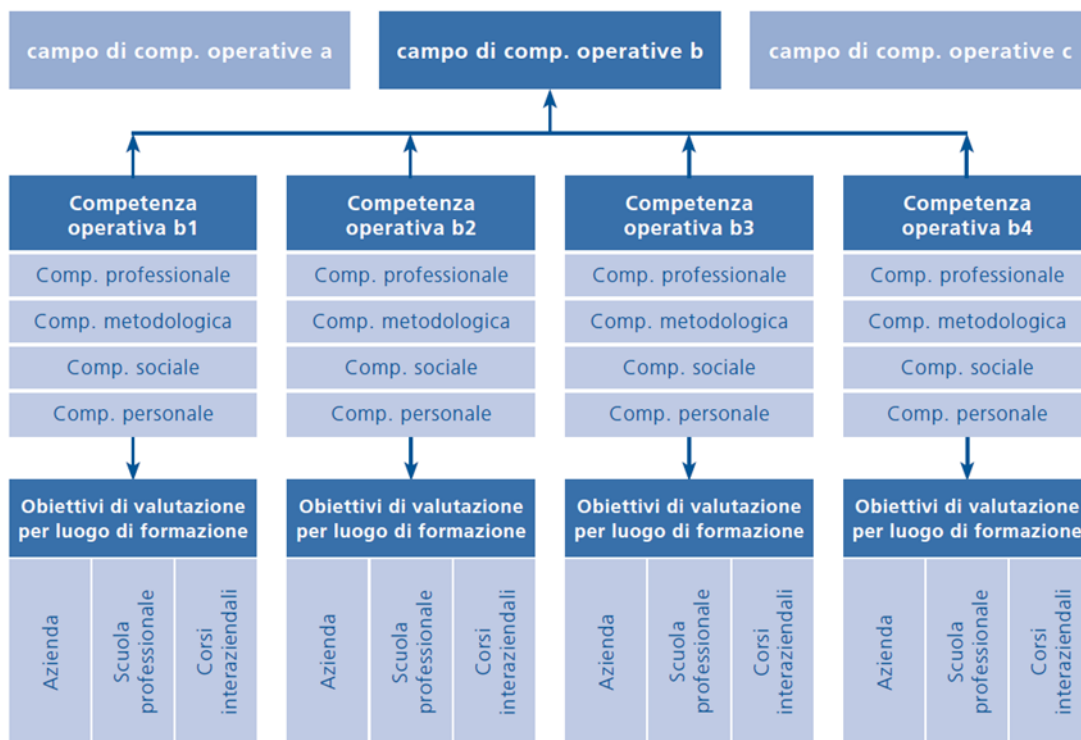 campo di comp. operative a
campo di comp. operative b
campo di comp. operative c
Competenza
operativa b1
Comp. professionale
Comp. metodologica
Comp. sociale
Comp. personale
Obiettivi di valutazione
per luogo di formazione
Azienda
Scuola
professionale
Corsi
interaziendali
Competenza
operativa b2
Comp. professionale
Comp. metodologica
Comp. sociale
Comp. personale
Obiettivi di valutazione
per luogo di formazione
Azienda
Scuola
professionale
Corsi
interaziendali
Competenza
operativa b3
Comp. professionale
Comp. metodologica
Comp. sociale
Comp. personale
Obiettivi di valutazione
per luogo di formazione
Azienda
Scuola
professionale
Corsi
interaziendali
Competenza
operativa b4
Comp. professionale
Comp. metodologica
Comp. sociale
Comp. personale
Obiettivi di valutazione
per luogo di formazione
Azienda
Scuola
professionale
Corsi
interaziendali